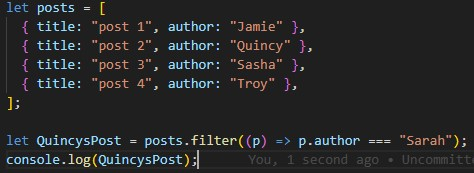 let posts = [
{ title: "post 1", author: "Jamie" },
{ title: "post 2", author: "Quincy" },
{ title: "post 3", author: "Sasha" },
{ title: "post 4", author: "Troy" },
];
let QuincysPost = posts.filter((p) => p.author === "Sarah");
console.log(QuincysPost); You, 1 second ago • Uncommitte